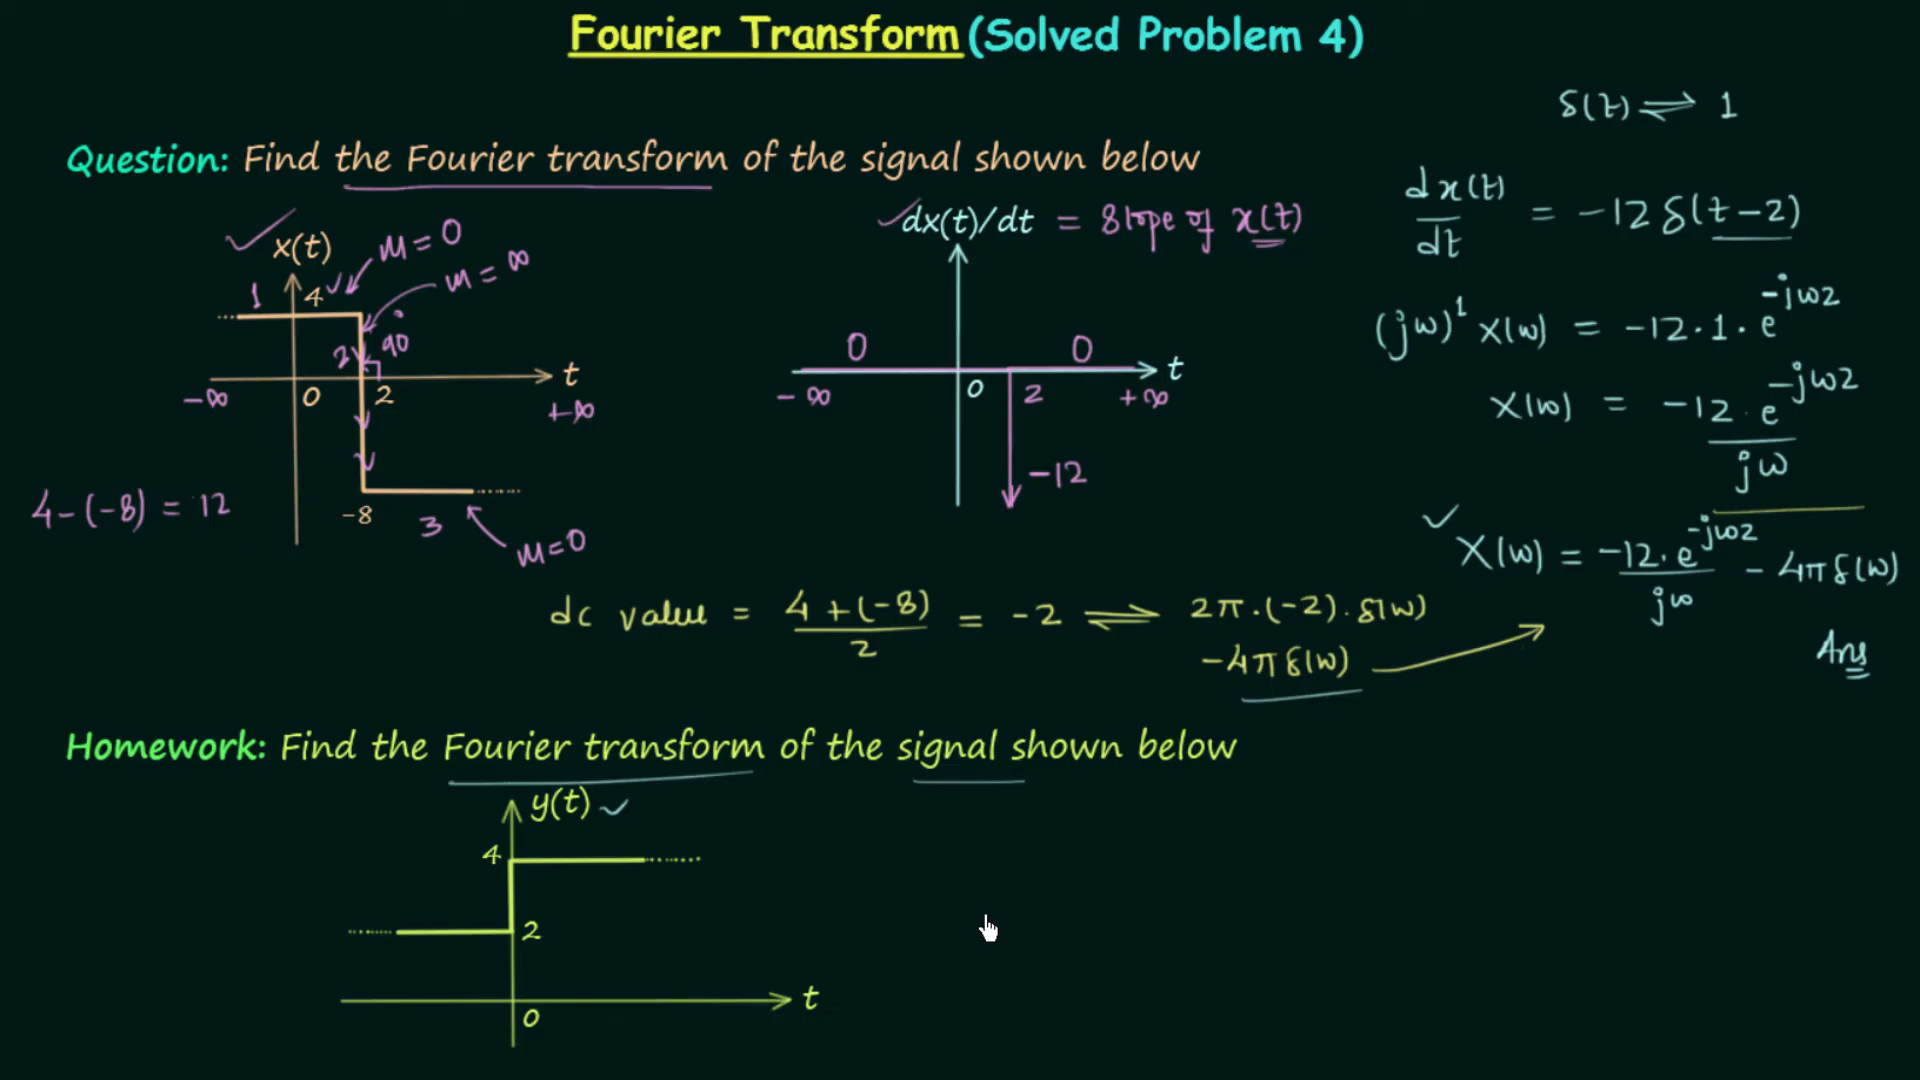 Fourier Transform (Solved Problem 4)
δ(t) ⇌ 1
Question: Find the Fourier transform of the signal shown below
x(t)
m = 0
m = ∞
1
4
2
90°
-∞
0
2
t
+∞
4-(-8) = 12
-8
3
m=0
dx(t)/dt = Slope of x(t)
0
0
t
-∞
0
2
+∞
-12
dx(t)/dt = -12 δ(t-2)
(jω)¹ X(ω) = -12·1·e^-jω2
X(ω) = -12·e^-jω2 / jω
X(ω) = -12·e^-jω2 / jω - 4πδ(ω)
Ans
dc value = 4+(-8) / 2 = -2 ⇌ 2π·(-2)·δ(ω)
-4πδ(ω)
Homework: Find the Fourier transform of the signal shown below
y(t)
4
2
t
0